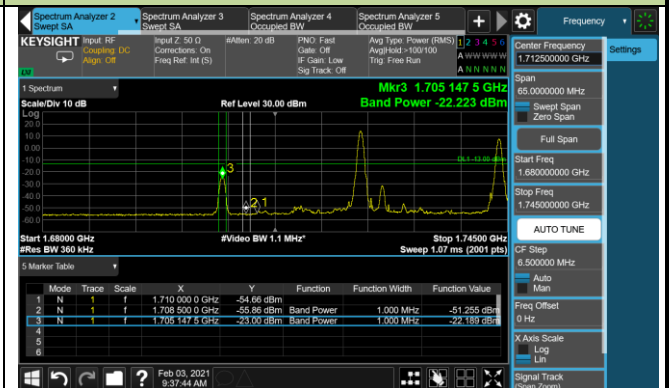 Spectrum Analyzer 2
Swept SA
Spectrum Analyzer 3
Swept SA
Spectrum Analyzer 4
Occupied BW
Spectrum Analyzer 5
Occupied BW
Frequency
KEYSIGHT
Input: RF
Coupling: DC
Align: Off
Input Z: 50 Ω
Corrections: On
Freq Ref: Int (S)
#Atten: 20 dB
PNO: Fast
Gate: Off
IF Gain: Low
Sig Track: Off
Avg Type: Power (RMS)
Avg|Hold:>100/100
Trig: Free Run
1 2 3 4 5 6
A W W W W W
A N N N N N
1 Spectrum
Scale/Div 10 dB
Ref Level 30.00 dBm
Mkr3 1.705 147 5 GHz
Band Power -22.223 dBm
Log
20.0
10.0
0.00
-10.0
-20.0
-30.0
-40.0
-50.0
-60.0
DL1 -13.00 dBm
3
2
1
Start 1.68000 GHz
#Video BW 1.1 MHz*
Stop 1.74500 GHz
#Res BW 360 kHz
Sweep 1.07 ms (2001 pts)
5 Marker Table
Mode Trace Scale X Y Function Function Width Function Value
1 N 1 f 1.710 000 0 GHz -54.66 dBm
2 N 1 f 1.708 500 0 GHz -55.86 dBm Band Power 1.000 MHz -51.255 dBm
3 N 1 f 1.705 147 5 GHz -23.00 dBm Band Power 1.000 MHz -22.189 dBm
4
5
6
Feb 03, 2021
9:37:44 AM
Center Frequency
1.712500000 GHz
Settings
Span
65.0000000 MHz
Swept Span
Zero Span
Full Span
Start Freq
1.680000000 GHz
Stop Freq
1.745000000 GHz
AUTO TUNE
CF Step
6.500000 MHz
Auto
Man
Freq Offset
0 Hz
X Axis Scale
Log
Lin
Signal Track
(Span Zoom)